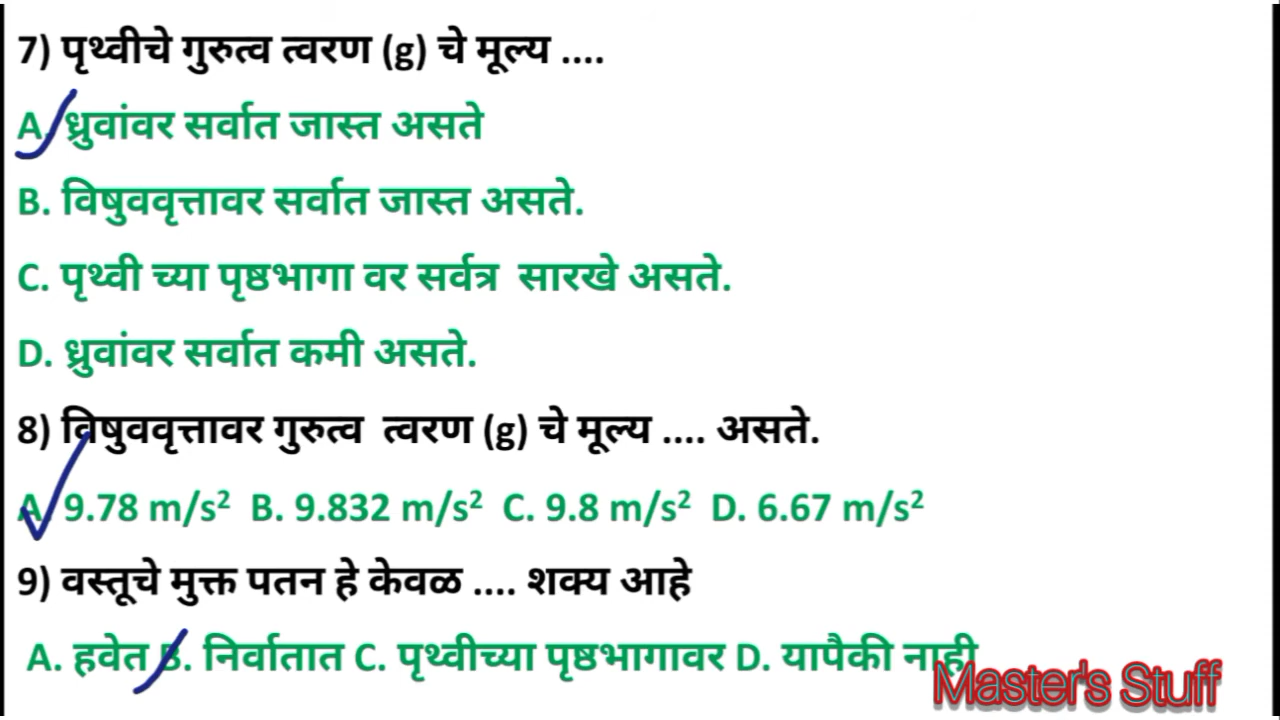 7) पृथ्वीचे गुरुत्व त्वरण (g) चे मूल्य ....
A. ध्रुवांवर सर्वात जास्त असते
B. विषुववृत्तावर सर्वात जास्त असते.
C. पृथ्वी च्या पृष्ठभागा वर सर्वत्र सारखे असते.
D. ध्रुवांवर सर्वात कमी असते.
8) विषुववृत्तावर गुरुत्व त्वरण (g) चे मूल्य .... असते.
A. 9.78 m/s² B. 9.832 m/s² C. 9.8 m/s² D. 6.67 m/s²
9) वस्तूचे मुक्त पतन हे केवळ .... शक्य आहे
A. हवेत B. निर्वातात C. पृथ्वीच्या पृष्ठभागावर D. यापैकी नाही
Master's Stuff